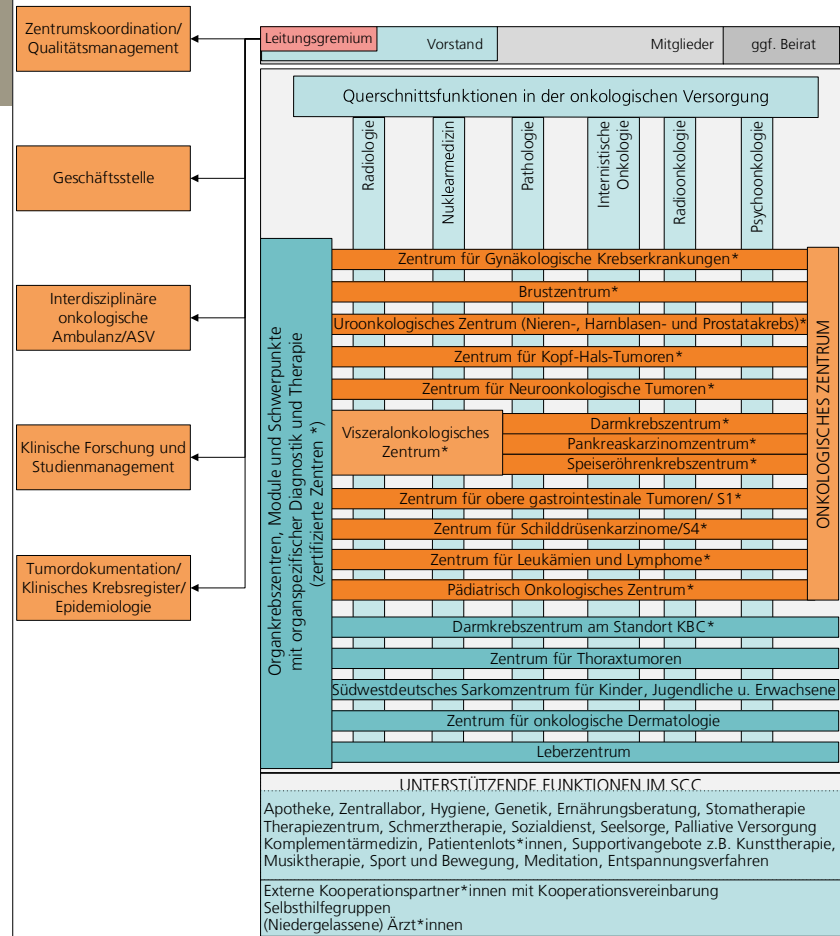 Zentrumskoordination/
Qualitätsmanagement
Geschäftsstelle
Interdisziplinäre
onkologische
Ambulanz/ASV
Klinische Forschung und
Studienmanagement
Tumordokumentation/
Klinisches Krebsregister/
Epidemiologie
Leitungsgremium
Vorstand
Mitglieder
ggf. Beirat
Querschnittsfunktionen in der onkologischen Versorgung
Radiologie
Nuklearmedizin
Pathologie
Internistische
Onkologie
Radioonkologie
Psychoonkologie
Organkrebszentren, Module und Schwerpunkte
mit organspezifischer Diagnostik und Therapie
(zertifizierte Zentren *)
Zentrum für Gynäkologische Krebserkrankungen*
Brustzentrum*
Uroonkologisches Zentrum (Nieren-, Harnblasen- und Prostatakrebs)*
Zentrum für Kopf-Hals-Tumoren*
Zentrum für Neuroonkologische Tumoren*
Viszeralonkologisches
Zentrum*
Darmkrebszentrum*
Pankreaskarzinomzentrum*
Speiseröhrenkrebszentrum*
Zentrum für obere gastrointestinale Tumoren/ S1*
Zentrum für Schilddrüsenkarzinome/S4*
Zentrum für Leukämien und Lymphome*
Pädiatrisch Onkologisches Zentrum*
ONKOLOGISCHES ZENTRUM
Darmkrebszentrum am Standort KBC*
Zentrum für Thoraxtumoren
Südwestdeutsches Sarkomzentrum für Kinder, Jugendliche u. Erwachsene
Zentrum für onkologische Dermatologie
Leberzentrum
UNTERSTÜTZENDE FUNKTIONEN IM SCC
Apotheke, Zentrallabor, Hygiene, Genetik, Ernährungsberatung, Stomatherapie
Therapiezentrum, Schmerztherapie, Sozialdienst, Seelsorge, Palliative Versorgung
Komplementärmedizin, Patientenlots*innen, Supportivangebote z.B. Kunsttherapie,
Musiktherapie, Sport und Bewegung, Meditation, Entspannungsverfahren
Externe Kooperationspartner*innen mit Kooperationsvereinbarung
Selbsthilfegruppen
(Niedergelassene) Ärzt*innen